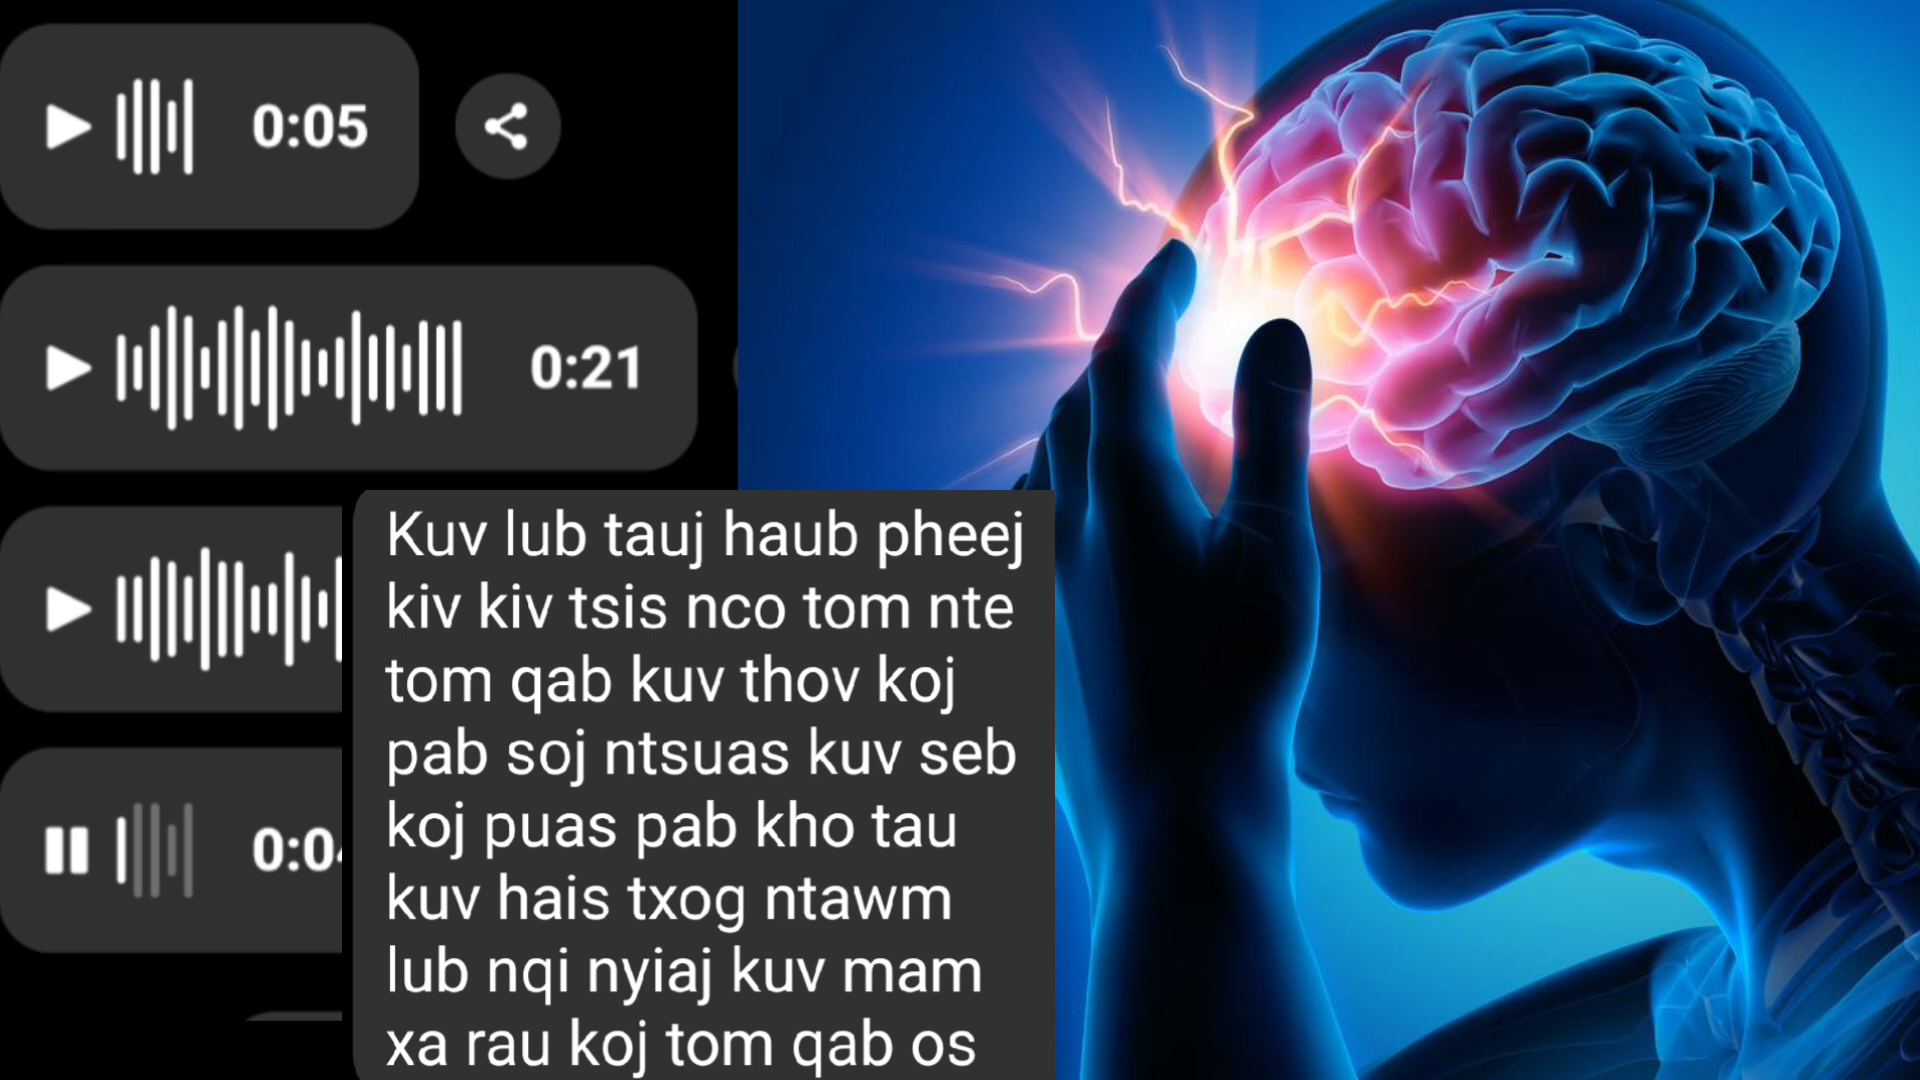 0:05
0:21
0:04
Kuv lub tauj haub pheej
kiv kiv tsis nco tom nte
tom qab kuv thov koj
pab soj ntsuas kuv seb
koj puas pab kho tau
kuv hais txog ntawm
lub nqi nyiaj kuv mam
xa rau koj tom qab os